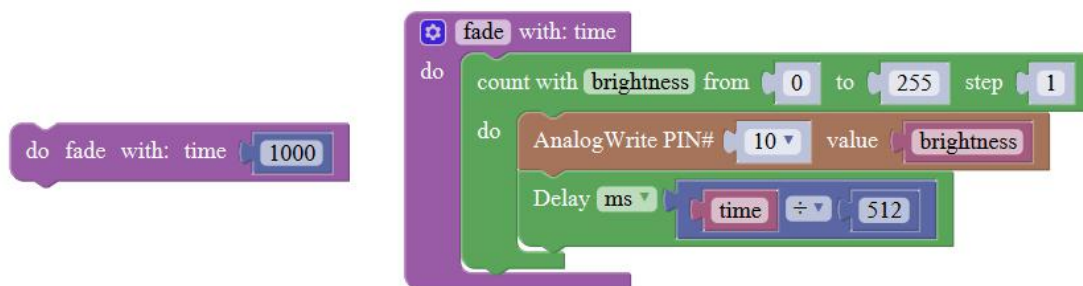 fade with: time
do
count with brightness from 0 to 255 step 1
do fade with: time 1000
do
AnalogWrite PIN# 10 value brightness
Delay ms time ÷ 512